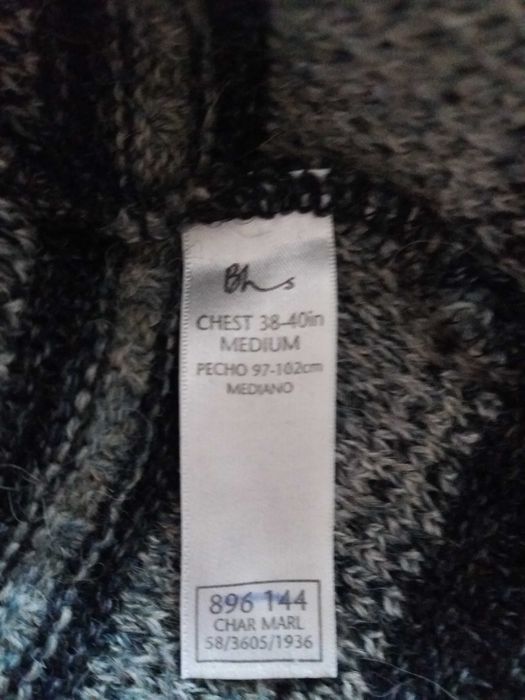 Bhs
CHEST 38-40in
MEDIUM
PECHO 97-102cm
MEDIANO
896 144
CHAR MARL
58/3605/1936